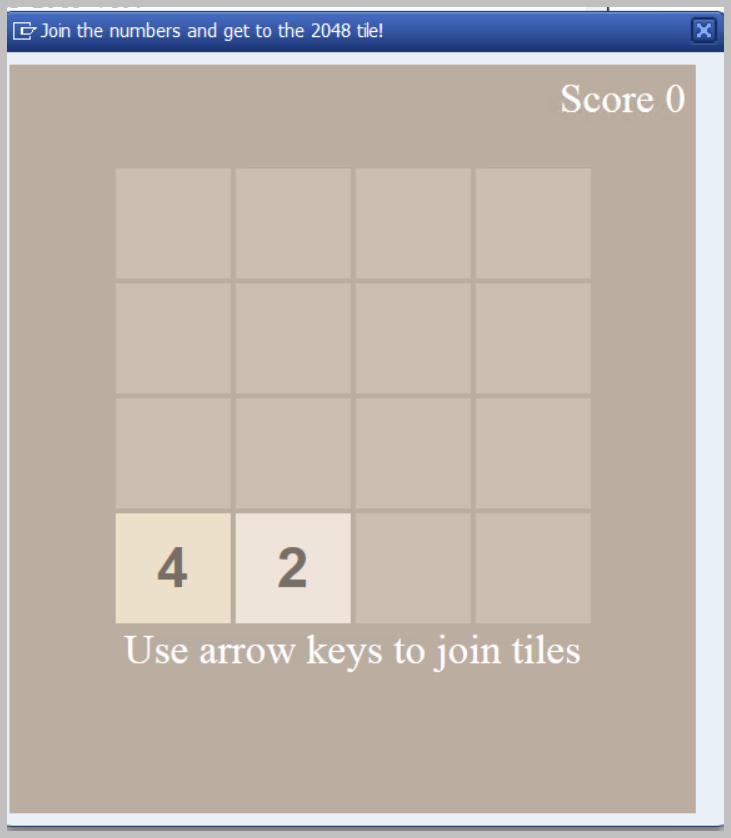 Join the numbers and get to the 2048 tile!
Score 0
4 2
Use arrow keys to join tiles